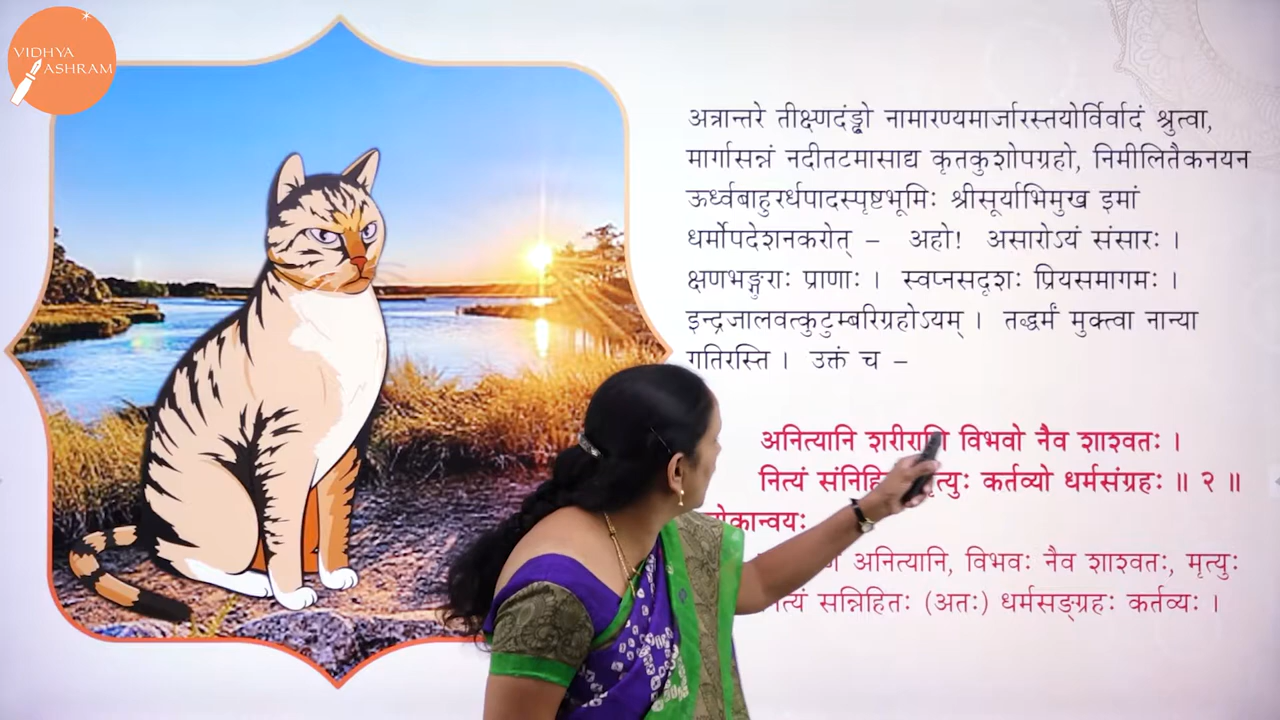 VIDHYA
ASHRAM
अत्रान्तरे तीक्ष्णदंष्ट्रो नामारण्यमार्जारस्तयोर्विर्वादं श्रुत्वा,
मार्गासन्नं नदीतटमासाद्य कृतकुशोपग्रहो, निमीलितैकनयन
ऊर्ध्वबाहुरर्धपादस्पृष्टभूमिः श्रीसूर्याभिमुख इमां
धर्मोपदेशनकरोत् – अहो! असारोऽयं संसारः ।
क्षणभङ्गुराः प्राणाः । स्वप्नसदृशः प्रियसमागमः ।
इन्द्रजालवत्कुटुम्बरिग्रहोऽयम् । तद्धर्मं मुक्त्वा नान्या
गतिरस्ति । उक्तं च –
अनित्यानि विभवो नैव शाश्वतः ।
नित्यं कर्तव्यो धर्मसंग्रहः ॥ २ ॥
अनित्यानि, विभवः नैव शाश्वतः, मृत्युः
सन्निहितः (अतः) धर्मसङ्ग्रहः कर्तव्यः ।